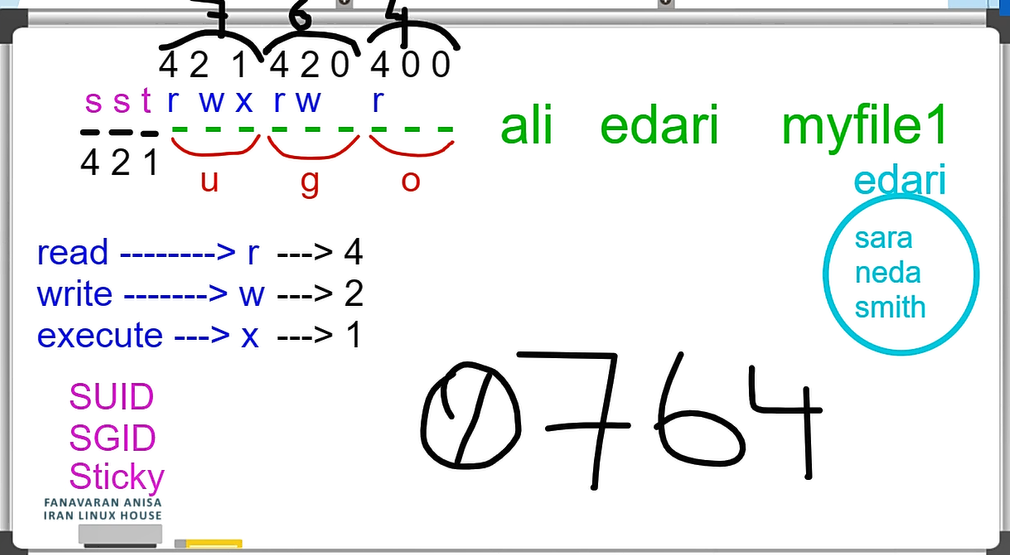 7 6 4
4 2 1 4 2 0 4 0 0
s s t r w x r w r
- - - - - - - - - - - - ali edari myfile1
4 2 1
u g o
edari
read --------> r ---> 4
sara
neda
write -------> w ---> 2
smith
execute ---> x ---> 1
0764
SUID
SGID
Sticky
FANAVARAN ANISA
IRAN LINUX HOUSE